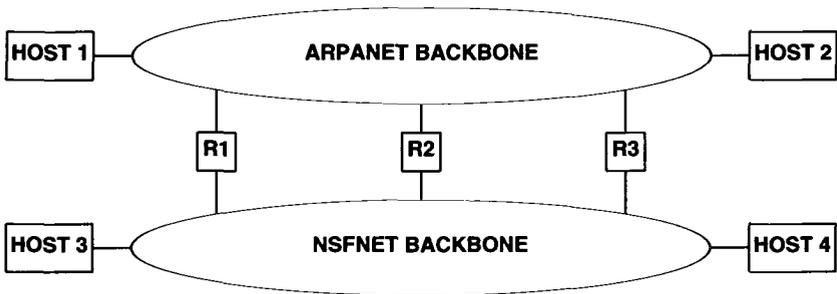 HOST 1
ARPANET BACKBONE
HOST 2
R1
R2
R3
HOST 3
NSFNET BACKBONE
HOST 4